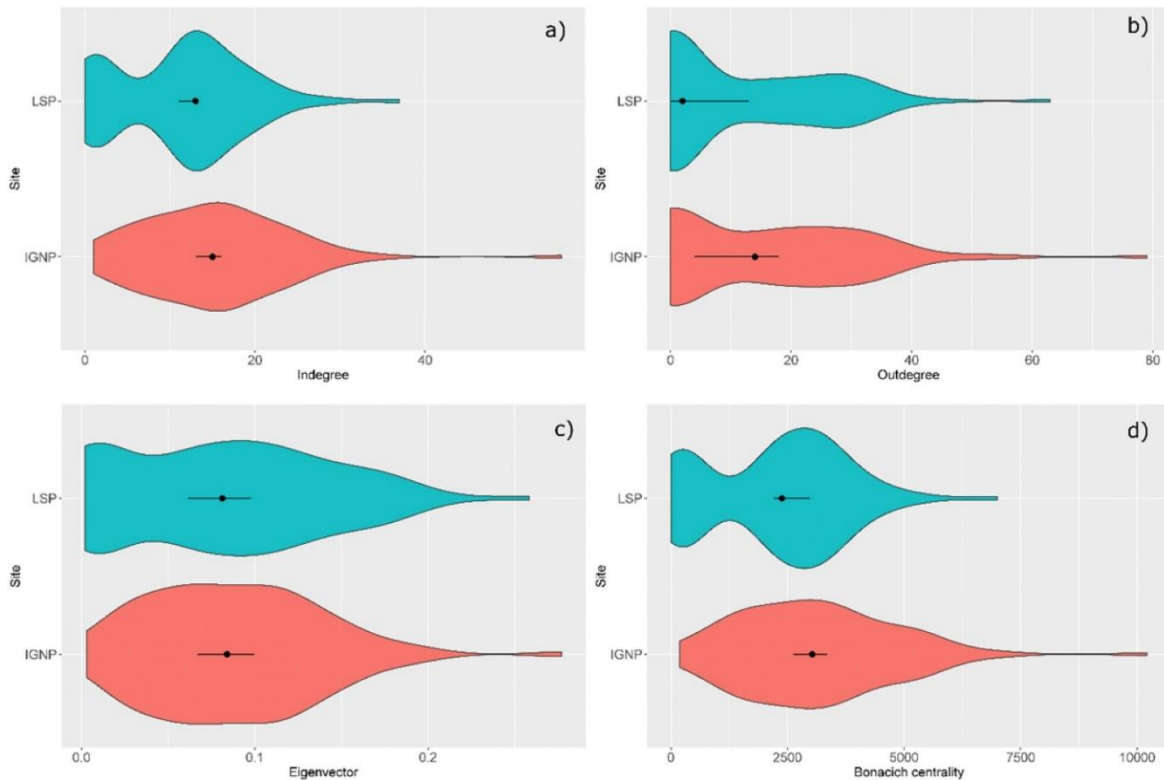 a)
LSP
Site
IGNP
0 20 40
Indegree
b)
LSP
Site
IGNP
0 20 40 60 80
Outdegree
c)
LSP
Site
IGNP
0.0 0.1 0.2
Eigenvector
d)
LSP
Site
IGNP
0 2500 5000 7500 10000
Bonacich centrality